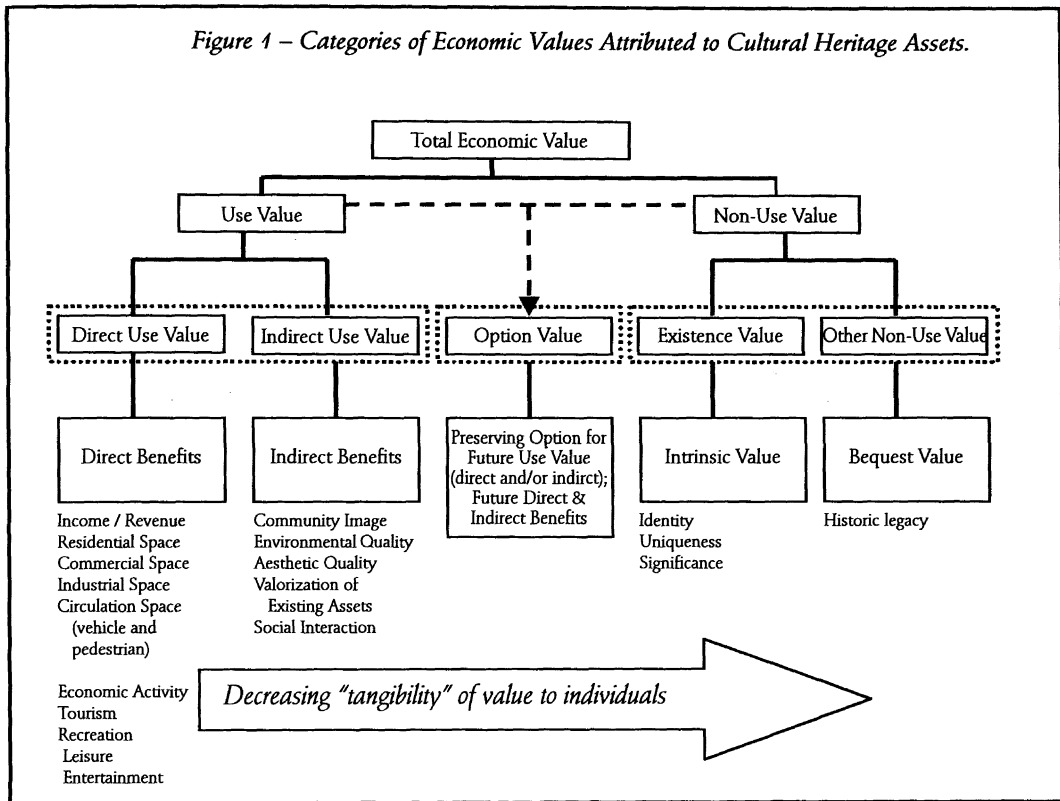 Figure 1 – Categories of Economic Values Attributed to Cultural Heritage Assets.
Total Economic Value
Use Value
Non-Use Value
Direct Use Value
Indirect Use Value
Option Value
Existence Value
Other Non-Use Value
Direct Benefits
Indirect Benefits
Preserving Option for
Future Use Value
(direct and/or indirct);
Future Direct &
Indirect Benefits
Intrinsic Value
Bequest Value
Income / Revenue
Residential Space
Commercial Space
Industrial Space
Circulation Space
(vehicle and
pedestrian)
Economic Activity
Tourism
Recreation
Leisure
Entertainment
Community Image
Environmental Quality
Aesthetic Quality
Valorization of
Existing Assets
Social Interaction
Identity
Uniqueness
Significance
Historic legacy
Decreasing "tangibility" of value to individuals